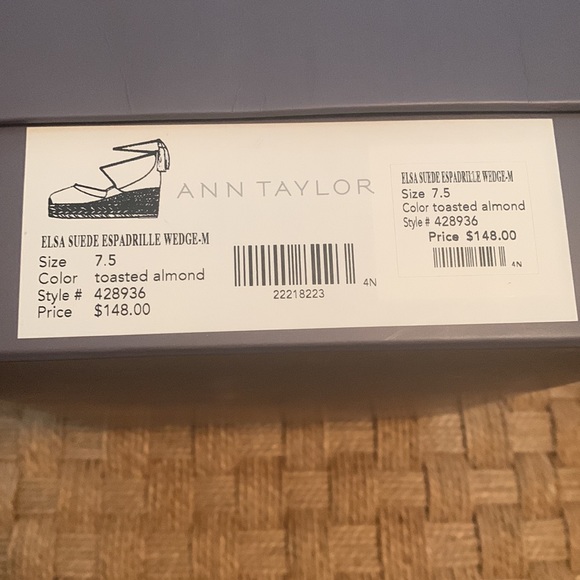 ANN TAYLOR
ELSA SUEDE ESPADRILLE WEDGE-M
Size 7.5
Color toasted almond
Style # 428936
Price $148.00
4N
22218223
ELSA SUEDE ESPADRILLE WEDGE-M
Size 7.5
Color toasted almond
Style # 428936
Price $148.00
4N